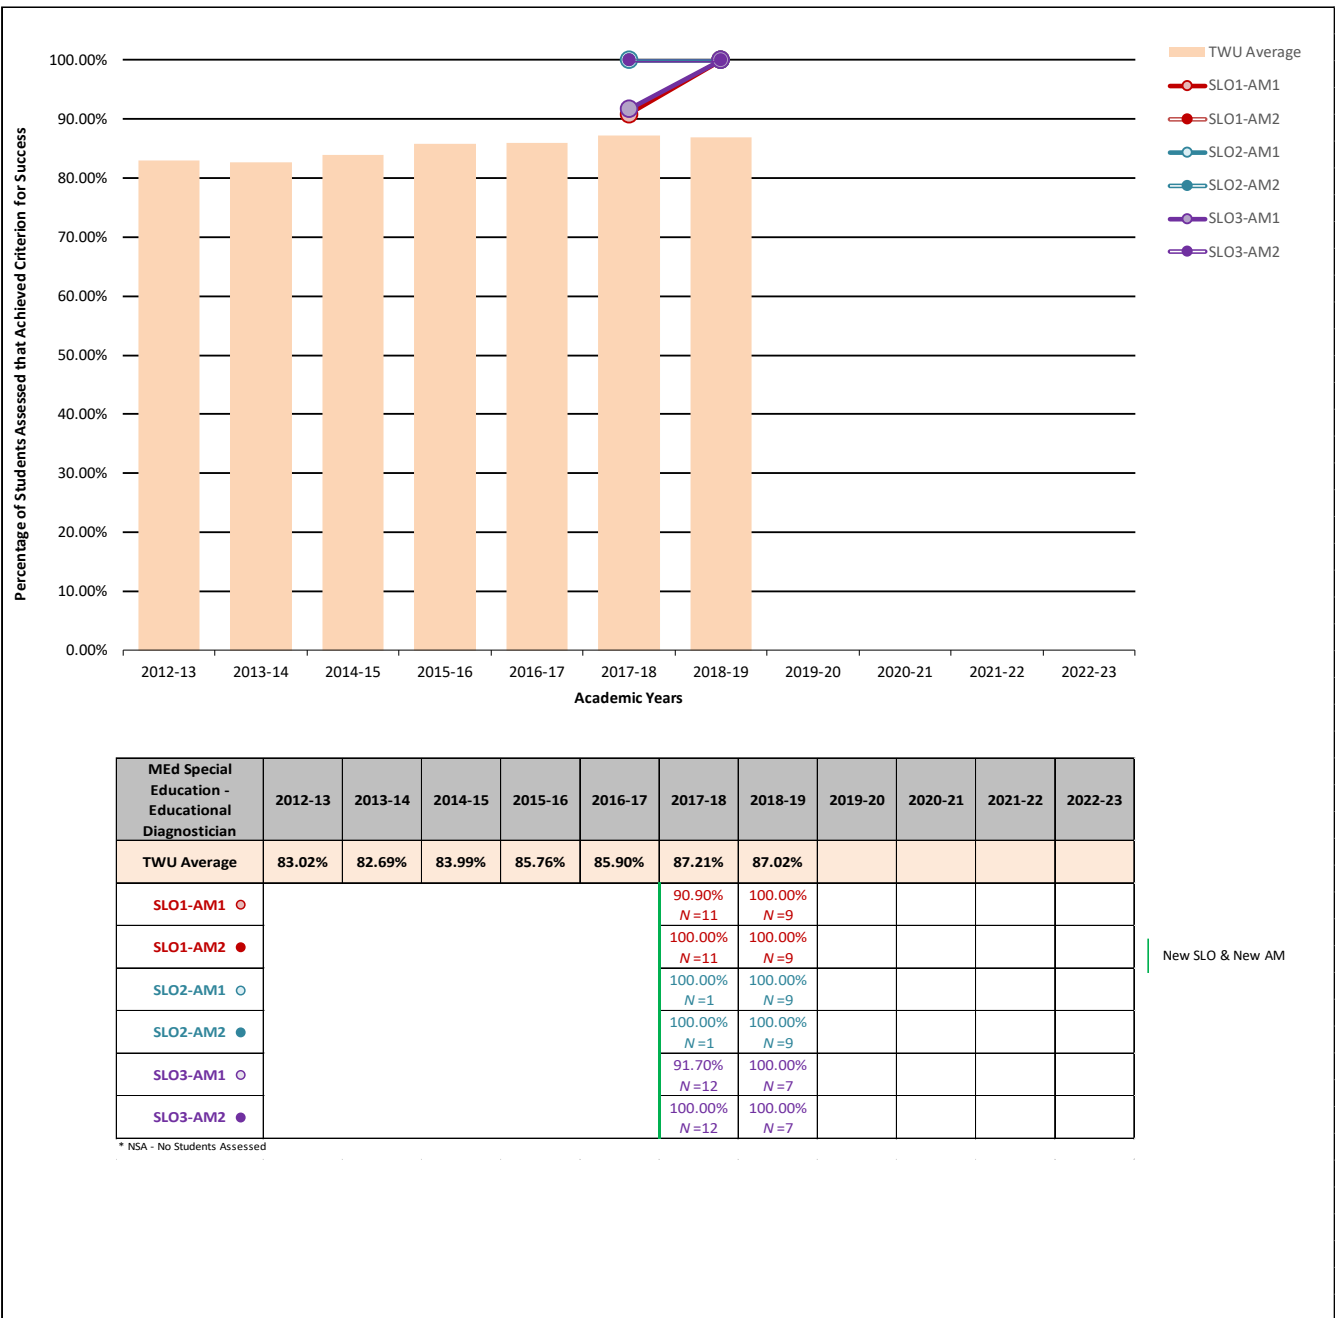 100.00%
90.00%
80.00%
70.00%
60.00%
50.00%
40.00%
30.00%
20.00%
10.00%
0.00%
Percentage of Students Assessed that Achieved Criterion for Success
2012-13 2013-14 2014-15 2015-16 2016-17 2017-18 2018-19 2019-20 2020-21 2021-22 2022-23
Academic Years
TWU Average
SLO1-AM1
SLO1-AM2
SLO2-AM1
SLO2-AM2
SLO3-AM1
SLO3-AM2
MEd Special
Education -
Educational
Diagnostician
2012-13 2013-14 2014-15 2015-16 2016-17 2017-18 2018-19 2019-20 2020-21 2021-22 2022-23
TWU Average 83.02% 82.69% 83.99% 85.76% 85.90% 87.21% 87.02%
SLO1-AM1 90.90% 100.00%
N =11 N =9
SLO1-AM2 100.00% 100.00%
N =11 N =9
SLO2-AM1 100.00% 100.00%
N =1 N =9
SLO2-AM2 100.00% 100.00%
N =1 N =9
SLO3-AM1 91.70% 100.00%
N =12 N =7
SLO3-AM2 100.00% 100.00%
N =12 N =7
New SLO & New AM
* NSA - No Students Assessed